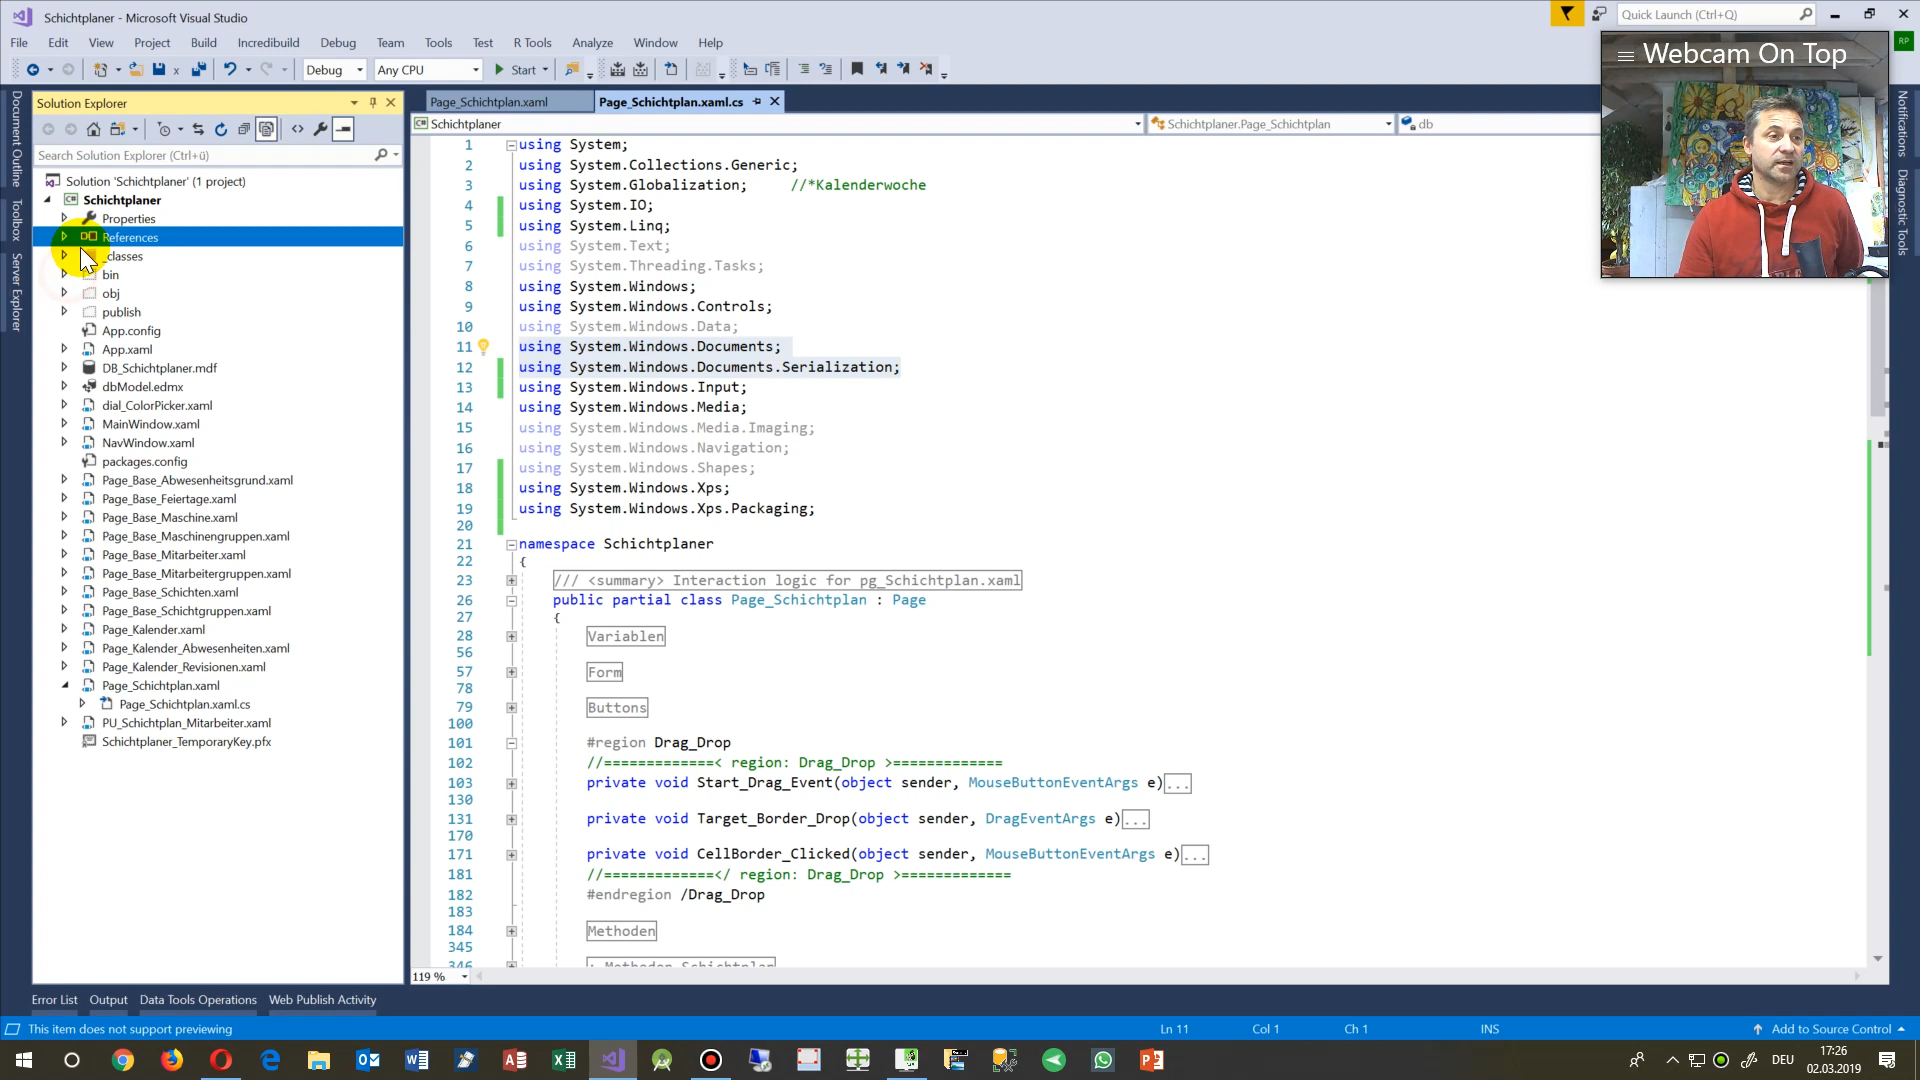 Schichtplaner - Microsoft Visual Studio
Quick Launch (Ctrl+Q)
File Edit View Project Build Incredibuild Debug Team Tools Test R Tools Analyze Window Help
RP
Debug Any CPU Start
Webcam On Top
Document Outline
Toolbox
Server Explorer
Notifications
Diagnostic Tools
Solution Explorer
Search Solution Explorer (Ctrl+ü)
Solution 'Schichtplaner' (1 project)
Schichtplaner
Properties
References
_classes
bin
obj
publish
App.config
App.xaml
DB_Schichtplaner.mdf
dbModel.edmx
dial_ColorPicker.xaml
MainWindow.xaml
NavWindow.xaml
packages.config
Page_Base_Abwesenheitsgrund.xaml
Page_Base_Feiertage.xaml
Page_Base_Maschine.xaml
Page_Base_Maschinengruppen.xaml
Page_Base_Mitarbeiter.xaml
Page_Base_Mitarbeitergruppen.xaml
Page_Base_Schichten.xaml
Page_Base_Schichtgruppen.xaml
Page_Kalender.xaml
Page_Kalender_Abwesenheiten.xaml
Page_Kalender_Revisionen.xaml
Page_Schichtplan.xaml
Page_Schichtplan.xaml.cs
PU_Schichtplan_Mitarbeiter.xaml
Schichtplaner_TemporaryKey.pfx
Page_Schichtplan.xaml Page_Schichtplan.xaml.cs
Schichtplaner Schichtplaner.Page_Schichtplan db
1 using System;
2 using System.Collections.Generic;
3 using System.Globalization; //*Kalenderwoche
4 using System.IO;
5 using System.Linq;
6 using System.Text;
7 using System.Threading.Tasks;
8 using System.Windows;
9 using System.Windows.Controls;
10 using System.Windows.Data;
11 using System.Windows.Documents;
12 using System.Windows.Documents.Serialization;
13 using System.Windows.Input;
14 using System.Windows.Media;
15 using System.Windows.Media.Imaging;
16 using System.Windows.Navigation;
17 using System.Windows.Shapes;
18 using System.Windows.Xps;
19 using System.Windows.Xps.Packaging;
20
21 namespace Schichtplaner
22 {
23 /// <summary> Interaction logic for pg_Schichtplan.xaml
26 public partial class Page_Schichtplan : Page
27 {
28 Variablen
56
57 Form
78
79 Buttons
100
101 #region Drag_Drop
102 //=============< region: Drag_Drop >=============
103 private void Start_Drag_Event(object sender, MouseButtonEventArgs e)...
130
131 private void Target_Border_Drop(object sender, DragEventArgs e)...
170
171 private void CellBorder_Clicked(object sender, MouseButtonEventArgs e)...
181 //=============</ region: Drag_Drop >=============
182 #endregion /Drag_Drop
183
184 Methoden
345
346 : Methoden Schichtplan
119 %
Error List Output Data Tools Operations Web Publish Activity
This item does not support previewing Ln 11 Col 1 Ch 1 INS Add to Source Control
DEU 17:26
02.03.2019